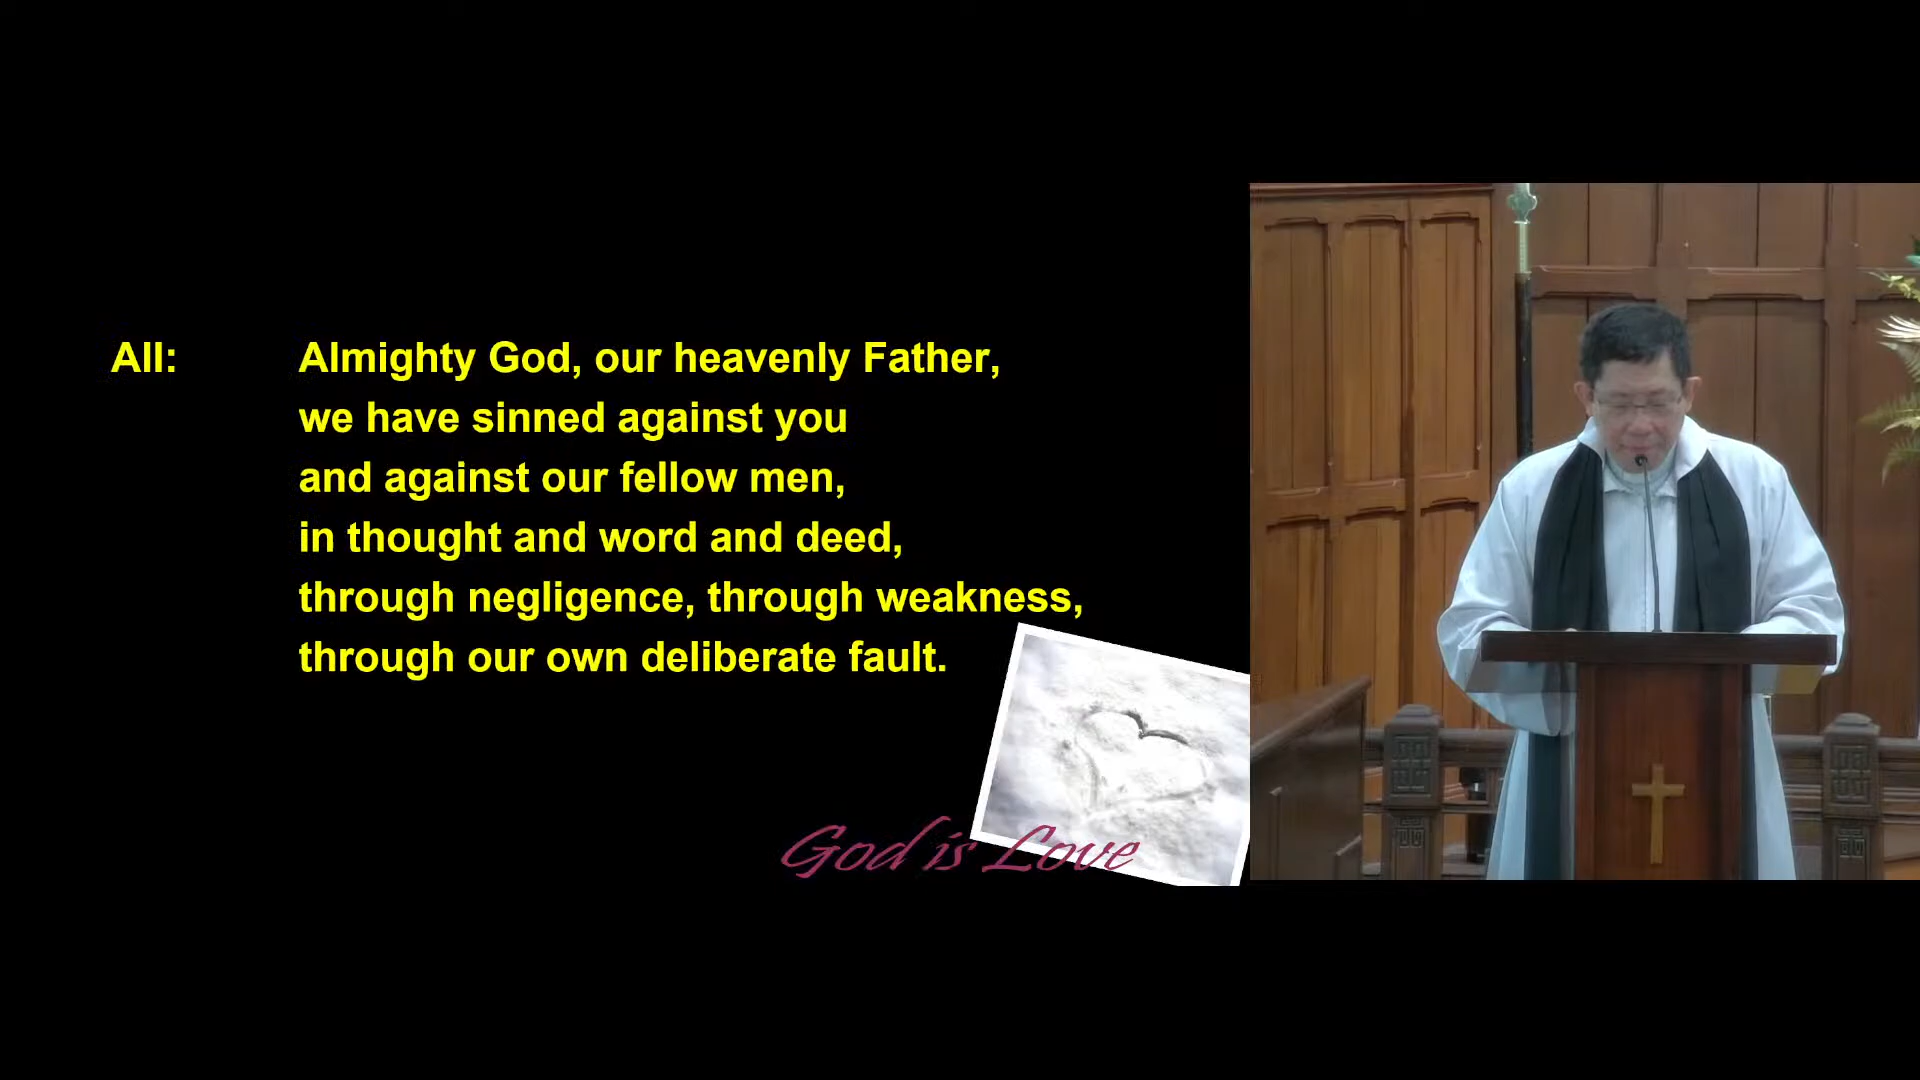 All: Almighty God, our heavenly Father,
we have sinned against you
and against our fellow men,
in thought and word and deed,
through negligence, through weakness,
through our own deliberate fault.
God is Love